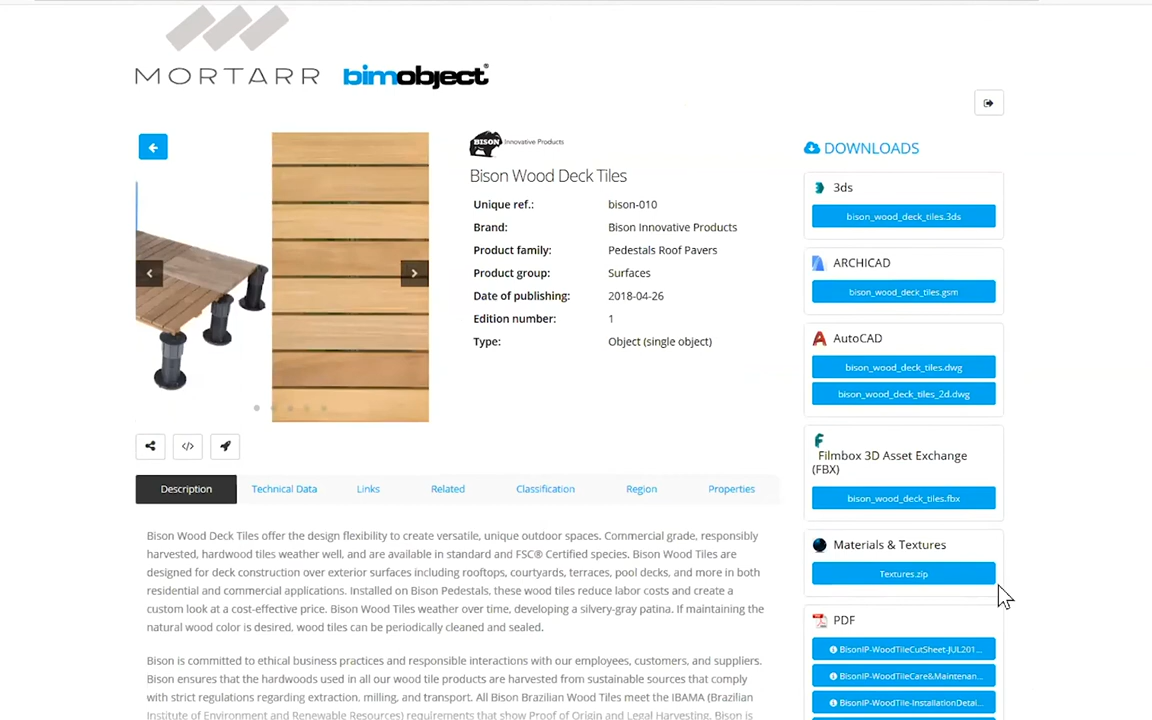 MORTARR bimobject®
BISON Innovative Products
Bison Wood Deck Tiles
Unique ref.: bison-010
Brand: Bison Innovative Products
Product family: Pedestals Roof Pavers
Product group: Surfaces
Date of publishing: 2018-04-26
Edition number: 1
Type: Object (single object)
Description Technical Data Links Related Classification Region Properties
Bison Wood Deck Tiles offer the design flexibility to create versatile, unique outdoor spaces. Commercial grade, responsibly
harvested, hardwood tiles weather well, and are available in standard and FSC® Certified species. Bison Wood Tiles are
designed for deck construction over exterior surfaces including rooftops, courtyards, terraces, pool decks, and more in both
residential and commercial applications. Installed on Bison Pedestals, these wood tiles reduce labor costs and create a
custom look at a cost-effective price. Bison Wood Tiles weather over time, developing a silvery-gray patina. If maintaining the
natural wood color is desired, wood tiles can be periodically cleaned and sealed.
Bison is committed to ethical business practices and responsible interactions with our employees, customers, and suppliers.
Bison ensures that the hardwoods used in all our wood tile products are harvested from sustainable sources that comply
with strict regulations regarding extraction, milling, and transport. All Bison Brazilian Wood Tiles meet the IBAMA (Brazilian
Institute of Environment and Renewable Resources) requirements that show Proof of Origin and Legal Harvesting. Bison is
DOWNLOADS
3ds
bison_wood_deck_tiles.3ds
ARCHICAD
bison_wood_deck_tiles.gsm
AutoCAD
bison_wood_deck_tiles.dwg
bison_wood_deck_tiles_2d.dwg
Filmbox 3D Asset Exchange
(FBX)
bison_wood_deck_tiles.fbx
Materials & Textures
Textures.zip
PDF
BisonIP-WoodTileCutSheet-JUL201...
BisonIP-WoodTileCare&Maintenan...
BisonIP-WoodTile-InstallationDetai...